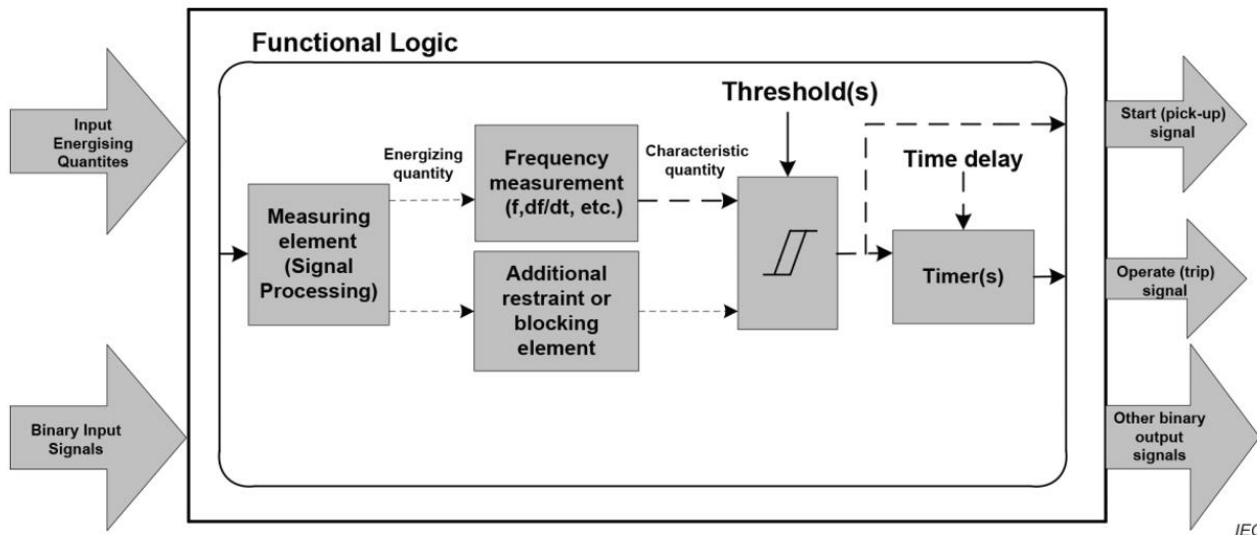 Functional Logic
Input
Energising
Quantites
Binary Input
Signals
Measuring
element
(Signal
Processing)
Energizing
quantity
Frequency
measurement
(f,df/dt, etc.)
Additional
restraint or
blocking
element
Characteristic
quantity
Threshold(s)
Time delay
Timer(s)
Start (pick-up)
signal
Operate (trip)
signal
Other binary
output
signals
IEC